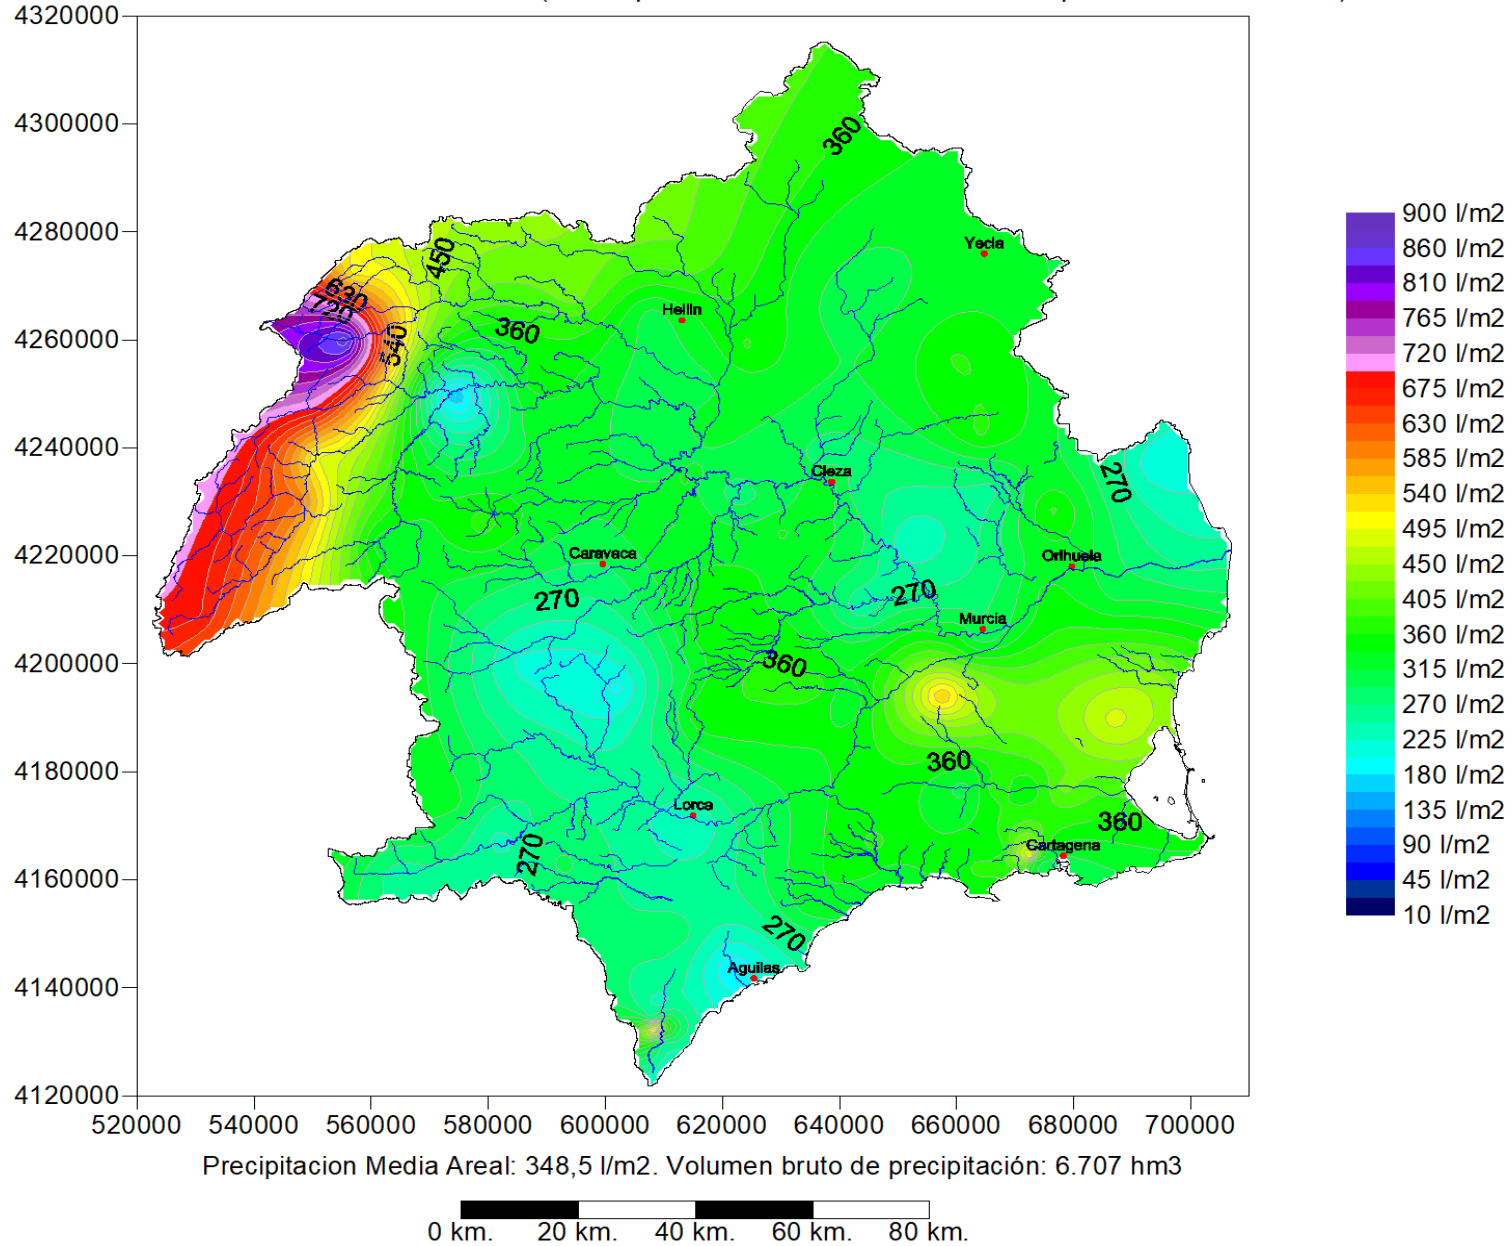 4320000
4300000
4280000
4260000
4240000
4220000
4200000
4180000
4160000
4140000
4120000
520000 540000 560000 580000 600000 620000 640000 660000 680000 700000
360
450
630
720
540
360
270
270
270
360
360
360
270
270
Yecla
Hellin
Cieza
Caravaca
Orihuela
Murcia
Lorca
Cartagena
Aguilas
900 l/m2
860 l/m2
810 l/m2
765 l/m2
720 l/m2
675 l/m2
630 l/m2
585 l/m2
540 l/m2
495 l/m2
450 l/m2
405 l/m2
360 l/m2
315 l/m2
270 l/m2
225 l/m2
180 l/m2
135 l/m2
90 l/m2
45 l/m2
10 l/m2
Precipitacion Media Areal: 348,5 l/m2. Volumen bruto de precipitación: 6.707 hm3
0 km. 20 km. 40 km. 60 km. 80 km.